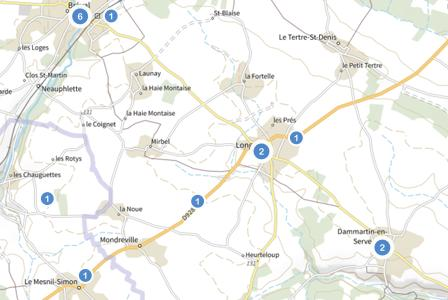 Bréval
6
1
St-Blaise
Le Tertre-St-Denis
les Loges
Launay
le Petit Tertre
Clos St-Martin
la Fortelle
Neauphlette
la Haie Montaise
131
la Haie Montaise
le Coignet
les Prés
1
Mirbel
Long
2
les Rotys
les Chauguettes
1
1
la Noue
D928
Dammartin-en-
Serve
Mondreville
2
Heurteloup
132
1
Le Mesnil-Simon